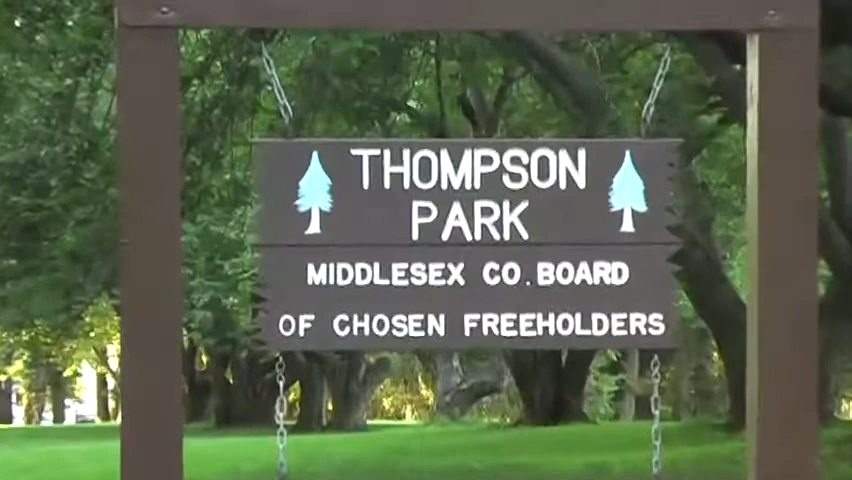 THOMPSON
PARK
MIDDLESEX CO. BOARD
OF CHOSEN FREEHOLDERS